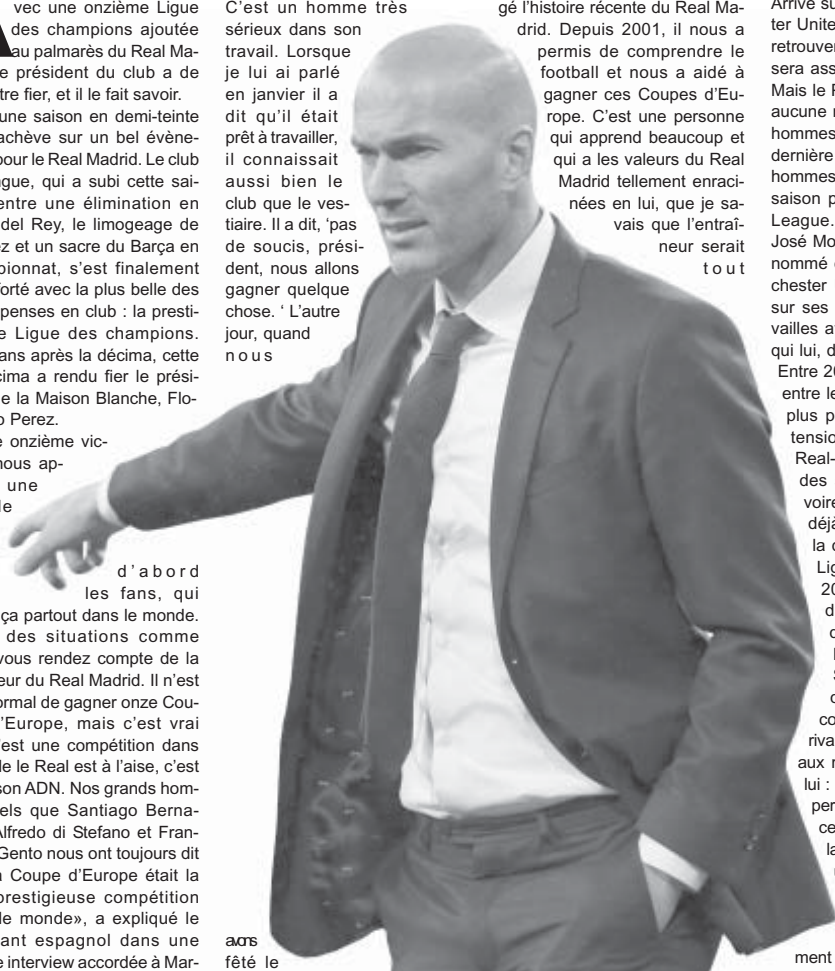 vec une onzième Ligue
des champions ajoutée
au palmarès du Real Ma-
e président du club a de
tre fier, et il le fait savoir.
une saison en demi-teinte
achève sur un bel évène-
pour le Real Madrid. Le club
ngue, qui a subi cette sai-
entre une élimination en
del Rey, le limogeage de
ez et un sacre du Barça en
pionnat, s'est finalement
forté avec la plus belle des
penses en club : la presti-
e Ligue des champions.
ans après la décima, cette
cima a rendu fier le prési-
e la Maison Blanche, Flo-
o Perez.
e onzième vic-
nous ap-
une
le
d'abord
les fans, qui
ça partout dans le monde.
des situations comme
vous rendez compte de la
eur du Real Madrid. Il n'est
ormal de gagner onze Cou-
'Europe, mais c'est vrai
'est une compétition dans
le le Real est à l'aise, c'est
son ADN. Nos grands hom-
els que Santiago Berna-
Alfredo di Stefano et Fran-
Gento nous ont toujours dit
a Coupe d'Europe était la
prestigieuse compétition
de monde», a expliqué le
ant espagnol dans une
e interview accordée à Mar-
C'est un homme très
sérieux dans son
travail. Lorsque
je lui ai parlé
en janvier il a
dit qu'il était
prêt à travailler,
il connaissait
aussi bien le
club que le ves-
tiaire. Il a dit, 'pas
de soucis, prési-
dent, nous allons
gagner quelque
chose. ' L'autre
jour, quand
nous
avons
fêté le
gé l'histoire récente du Real Ma-
drid. Depuis 2001, il nous a
permis de comprendre le
football et nous a aidé à
gagner ces Coupes d'Eu-
rope. C'est une personne
qui apprend beaucoup et
qui a les valeurs du Real
Madrid tellement enraci-
nées en lui, que je sa-
vais que l'entraî-
neur serait
tout
Arrivé su
ter Unite
retrouver
sera ass
Mais le F
aucune r
hommes
dernière
hommes
saison p
League.
José Mo
nommé
chester
sur ses
vailles a
qui lui, d
Entre 20
entre le
plus p
tensio
Real-
des
voire
déjà
la
Lig
20
d
co
riva
aux
lui :
per
ce
la
ment